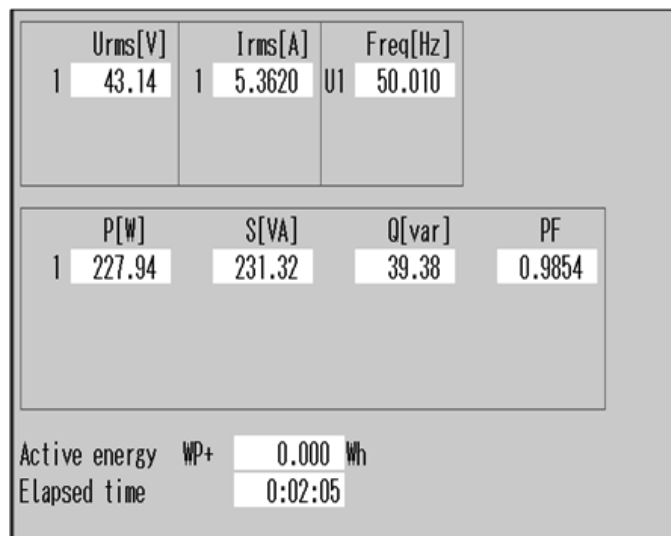 Urms[V] Irms[A] Freq[Hz]
1 43.14 1 5.3620 U1 50.010
P[W] S[VA] Q[var] PF
1 227.94 231.32 39.38 0.9854
Active energy WP+ 0.000 Wh
Elapsed time 0:02:05